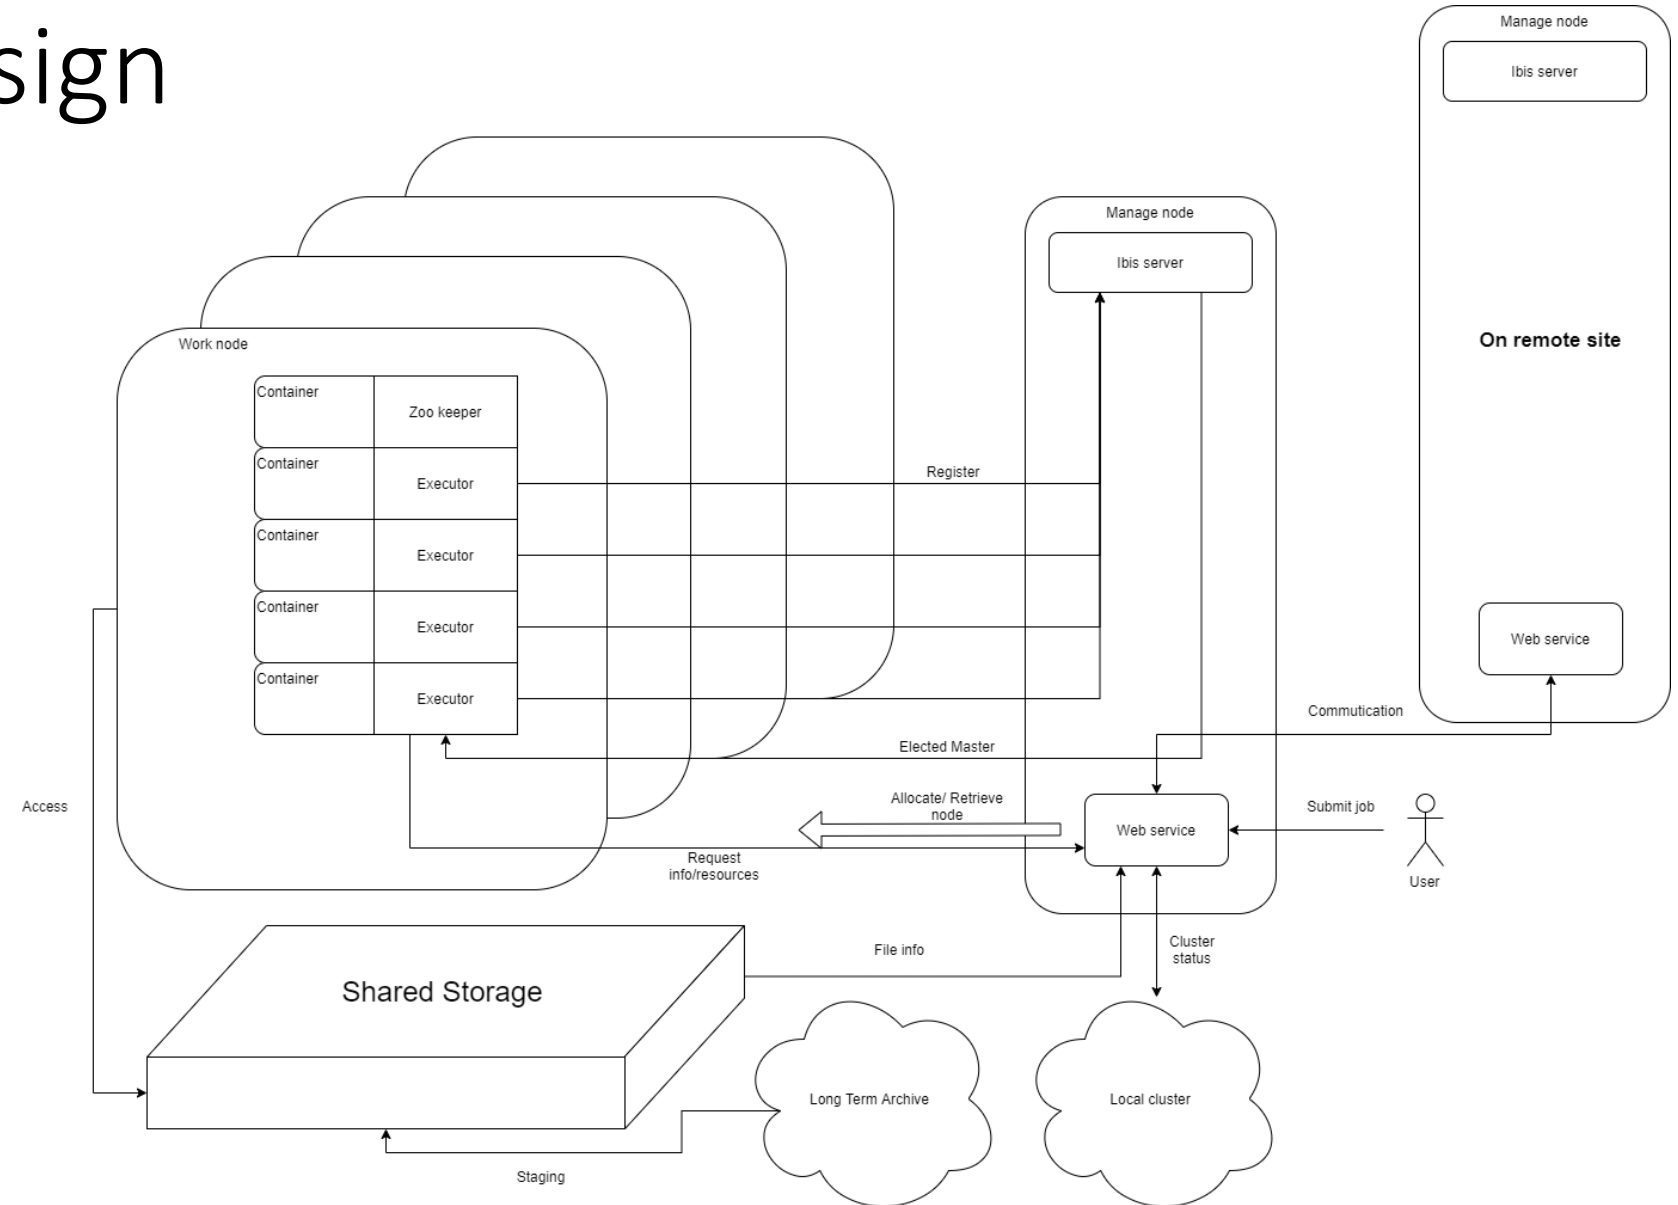 sign
Manage node
Ibis server
On remote site
Web service
Manage node
Ibis server
Work node
Container
Zoo keeper
Container
Executor
Container
Executor
Container
Executor
Container
Executor
Register
Elected Master
Commutication
Access
Allocate/ Retrieve
node
Web service
Submit job
User
Request
info/resources
File info
Cluster
status
Shared Storage
Long Term Archive
Local cluster
Staging